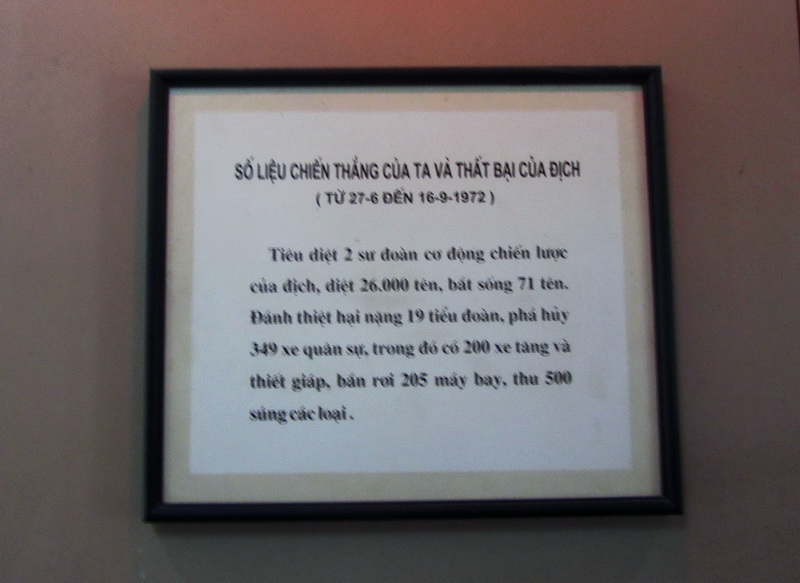 SỐ LIỆU CHIẾN THẮNG CỦA TA VÀ THẤT BẠI CỦA ĐỊCH
( TỪ 27-6 ĐẾN 16-9-1972 )
Tiêu diệt 2 sư đoàn cơ động chiến lược
của địch, diệt 26.000 tên, bắt sống 71 tên.
Đánh thiệt hại nặng 19 tiểu đoàn, phá hủy
349 xe quân sự, trong đó có 200 xe tăng và
thiết giáp, bắn rơi 205 máy bay, thu 500
súng các loại .